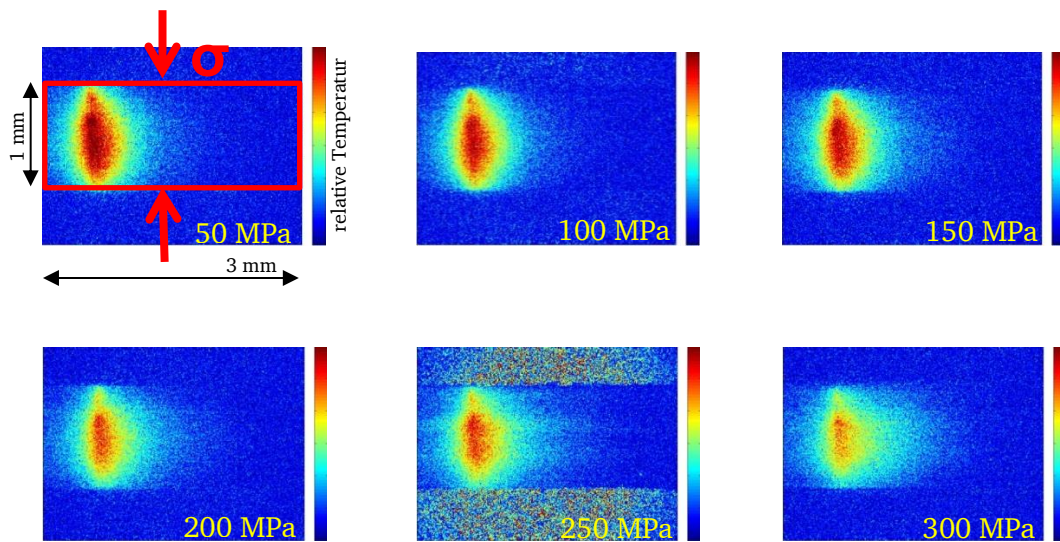 σ
1 mm
relative Temperatur
50 MPa
3 mm
100 MPa
150 MPa
200 MPa
250 MPa
300 MPa